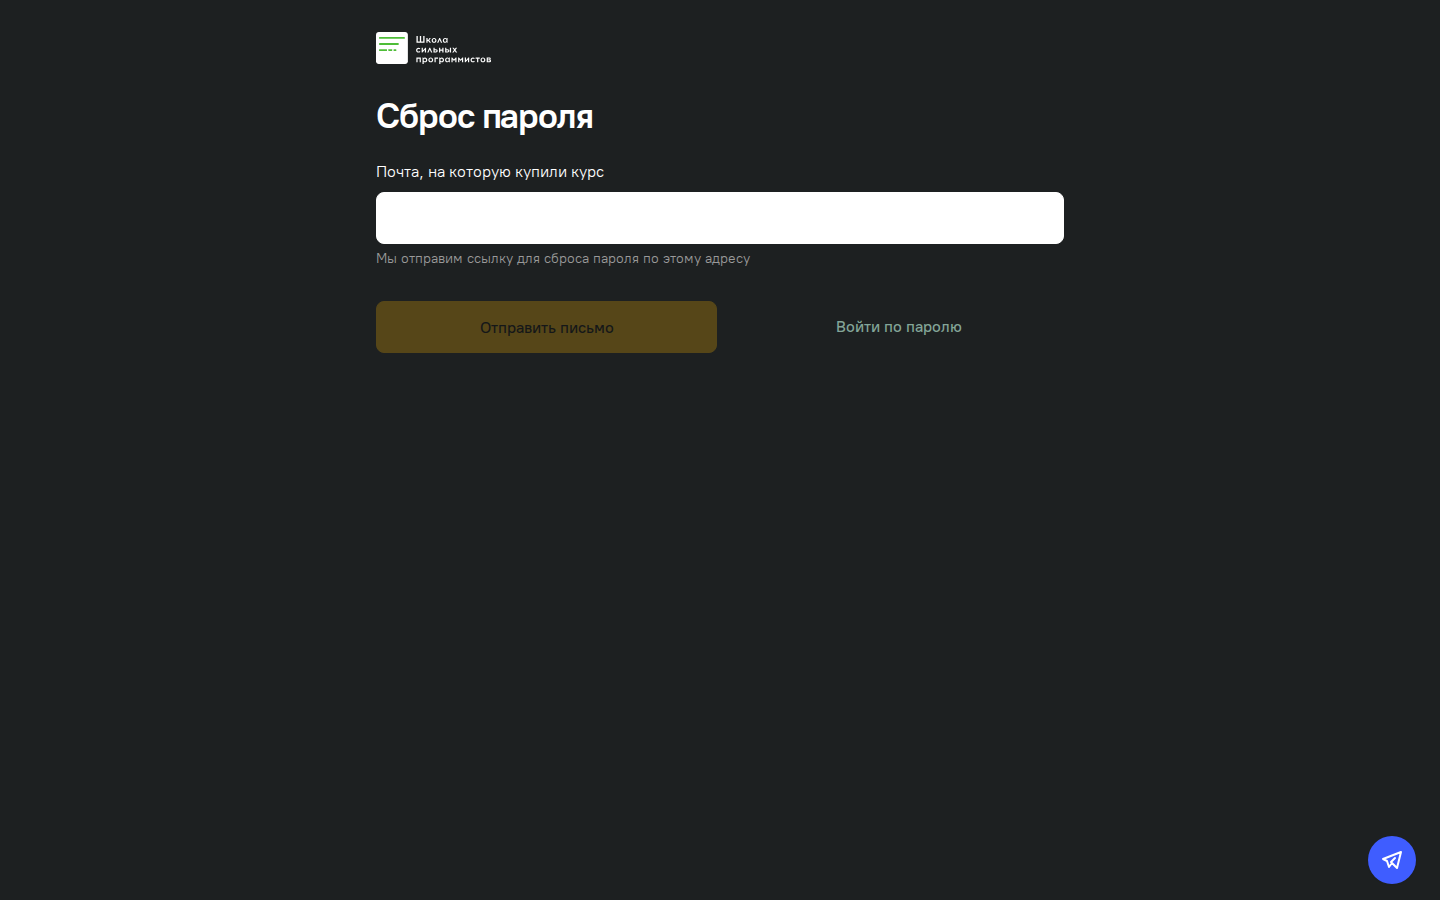 Школа
сильных
программистов
Сброс пароля
Почта, на которую купили курс
Мы отправим ссылку для сброса пароля по этому адресу
Отправить письмо
Войти по паролю